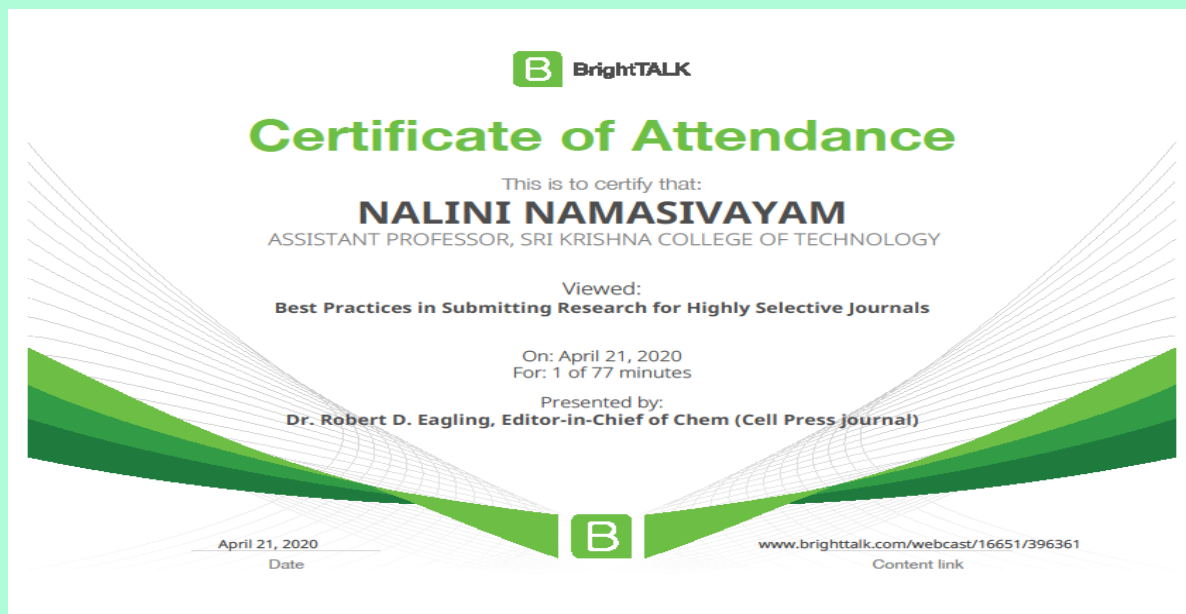 B BrightTALK
Certificate of Attendance
This is to certify that:
NALINI NAMASIVAYAM
ASSISTANT PROFESSOR, SRI KRISHNA COLLEGE OF TECHNOLOGY
Viewed:
Best Practices in Submitting Research for Highly Selective Journals
On: April 21, 2020
For: 1 of 77 minutes
Presented by:
Dr. Robert D. Eagling, Editor-in-Chief of Chem (Cell Press journal)
B
April 21, 2020
Date
www.brighttalk.com/webcast/16651/396361
Content link